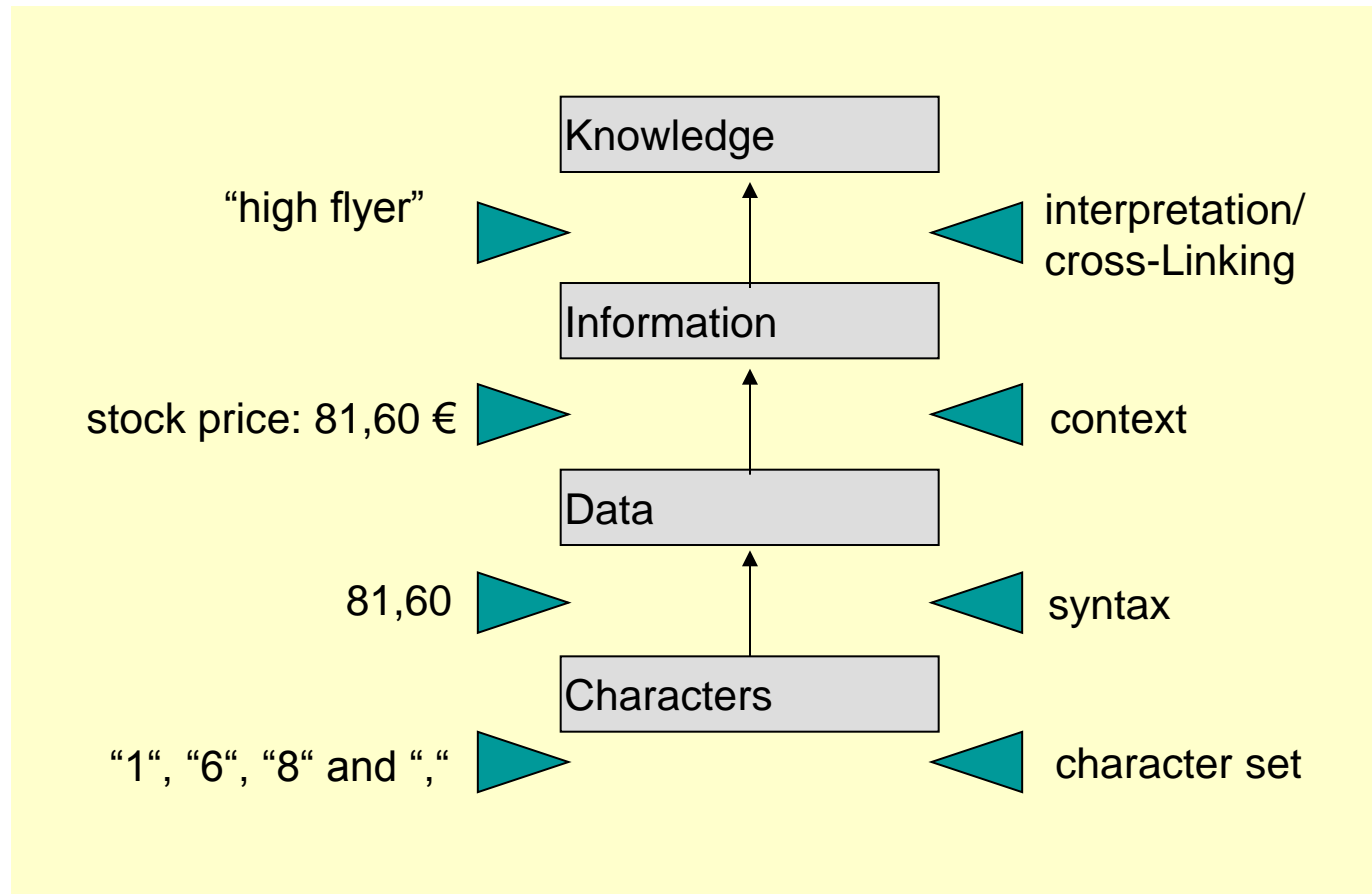 Knowledge
“high flyer”
interpretation/
cross-Linking
Information
stock price: 81,60 €
context
Data
81,60
syntax
Characters
“1“, “6“, “8“ and “,“
character set